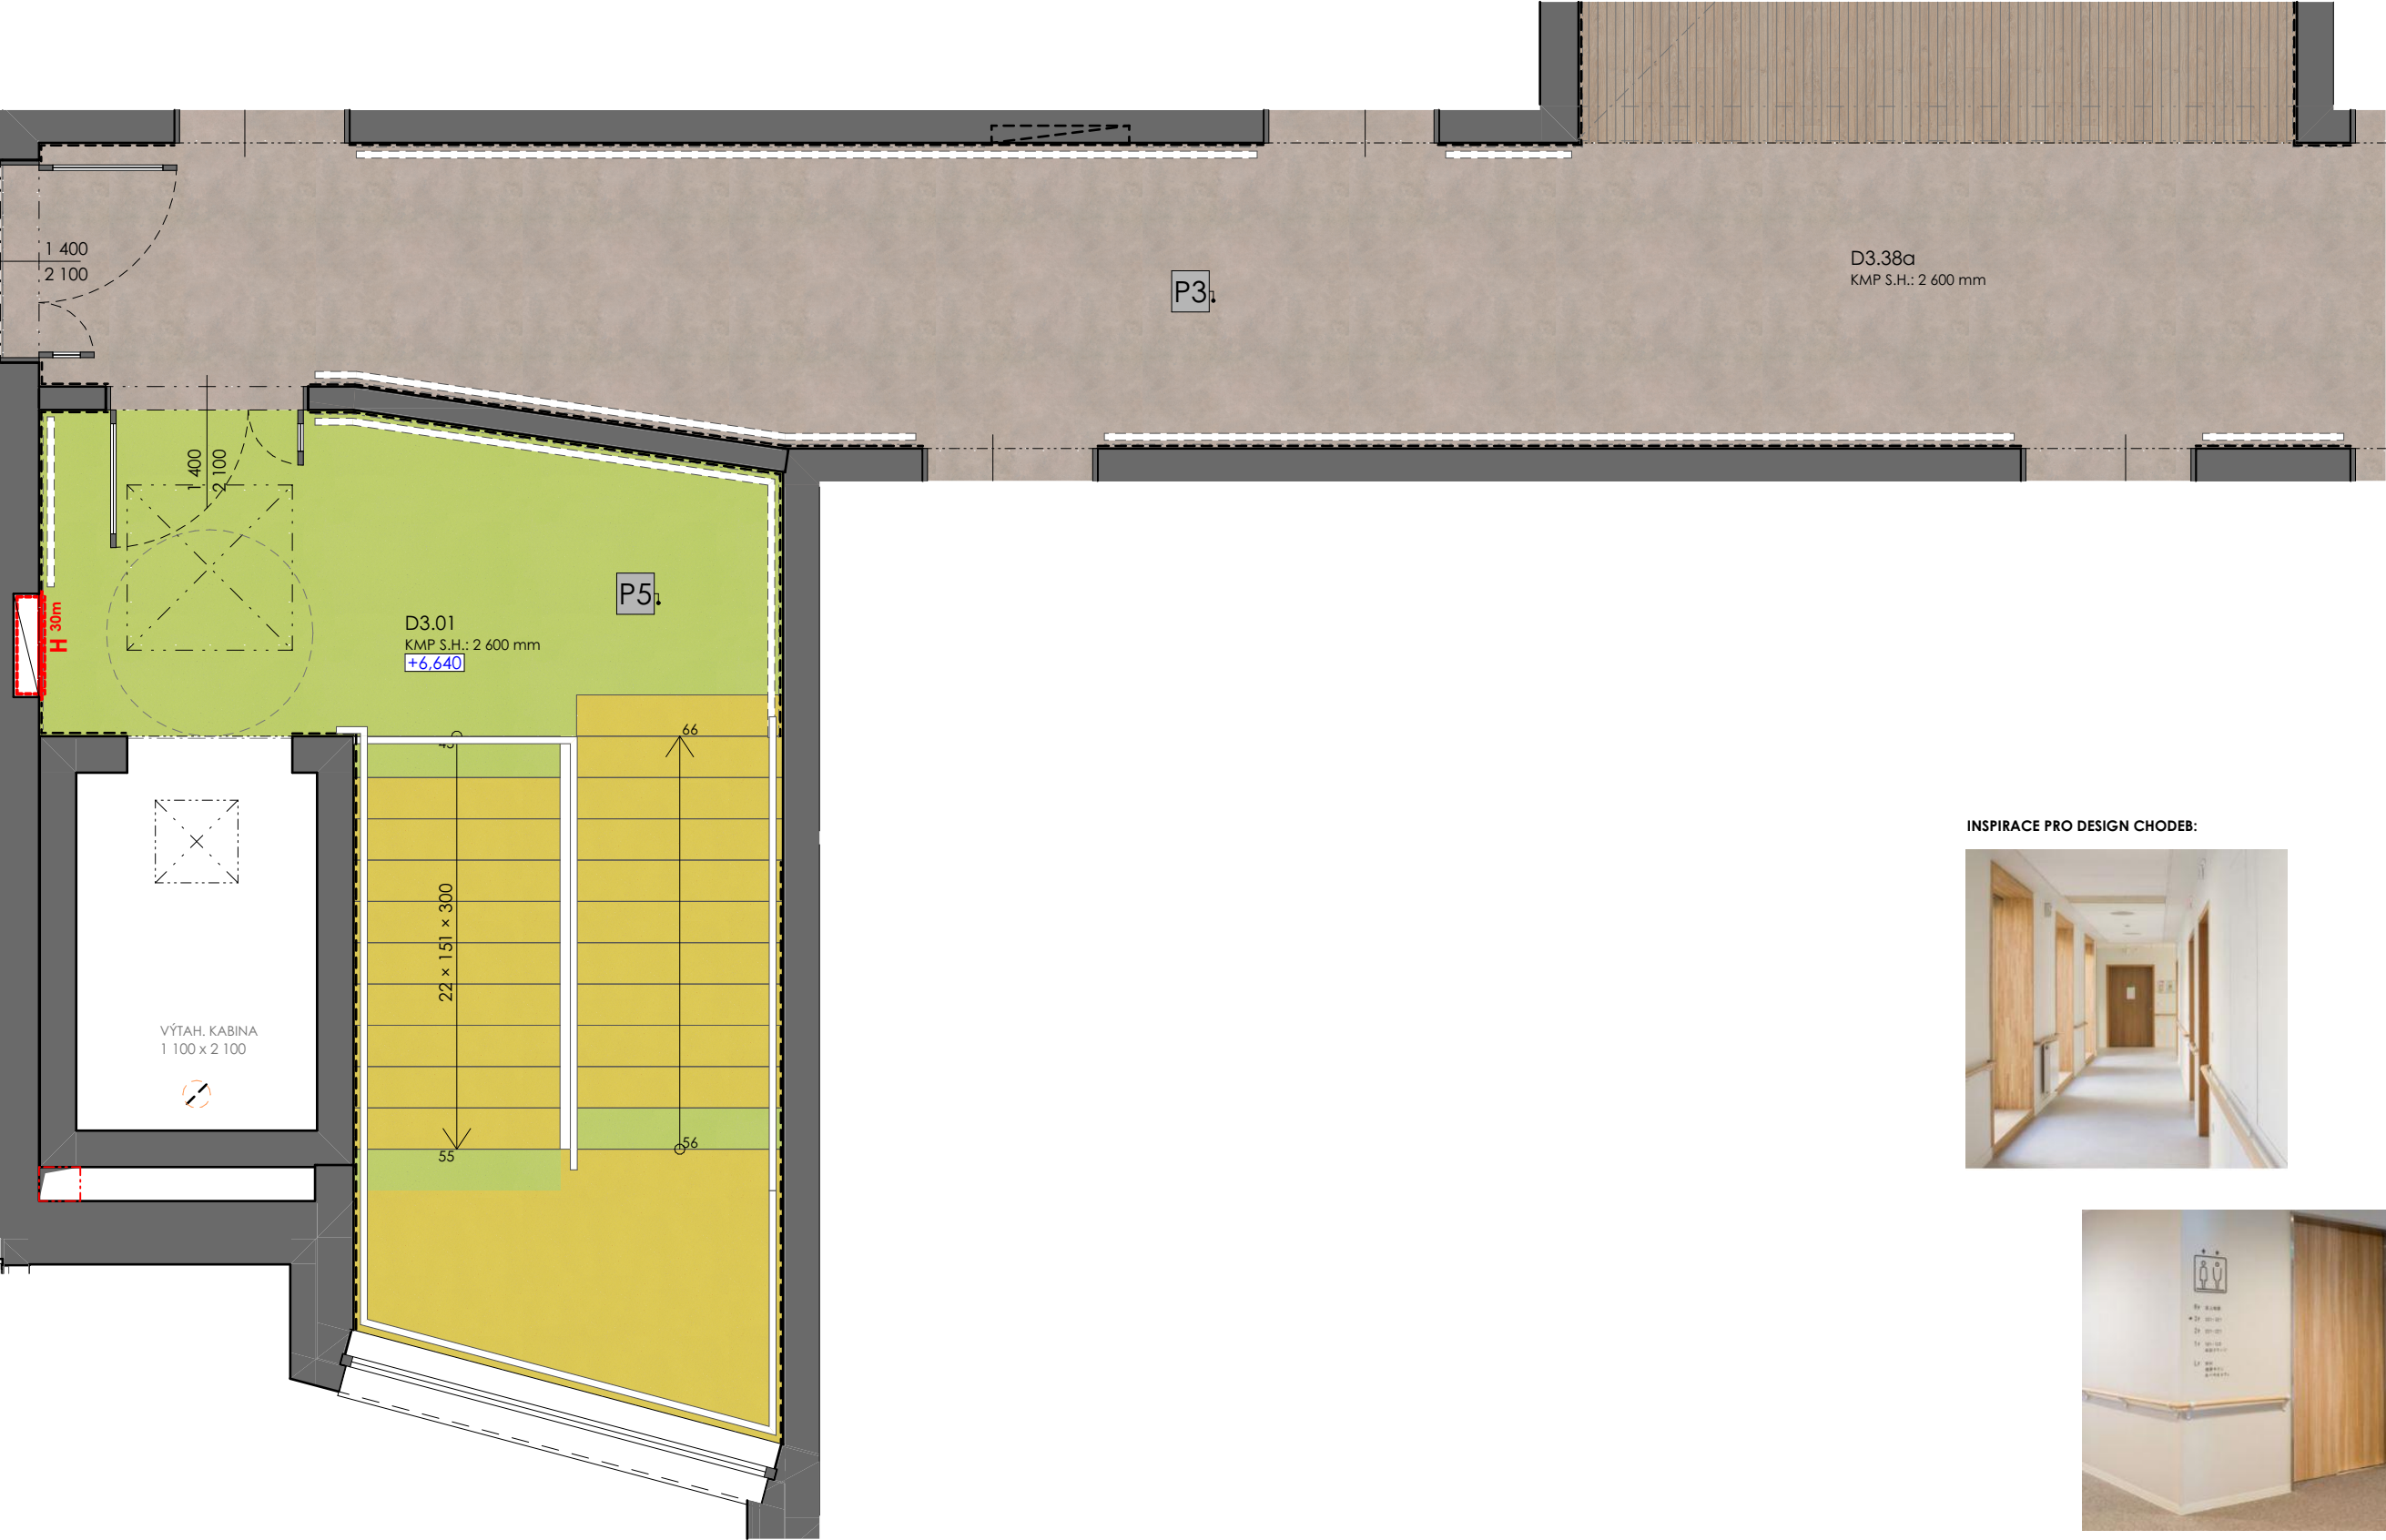 1 400
2 100
P3
D3.38a
KMP S.H.: 2 600 mm
1 400
2 100
H 30m
P5
D3.01
KMP S.H.: 2 600 mm
+6,640
66
22 × 151 × 300
VÝTAH. KABINA
1 100 x 2 100
55
56
INSPIRACE PRO DESIGN CHODEB: